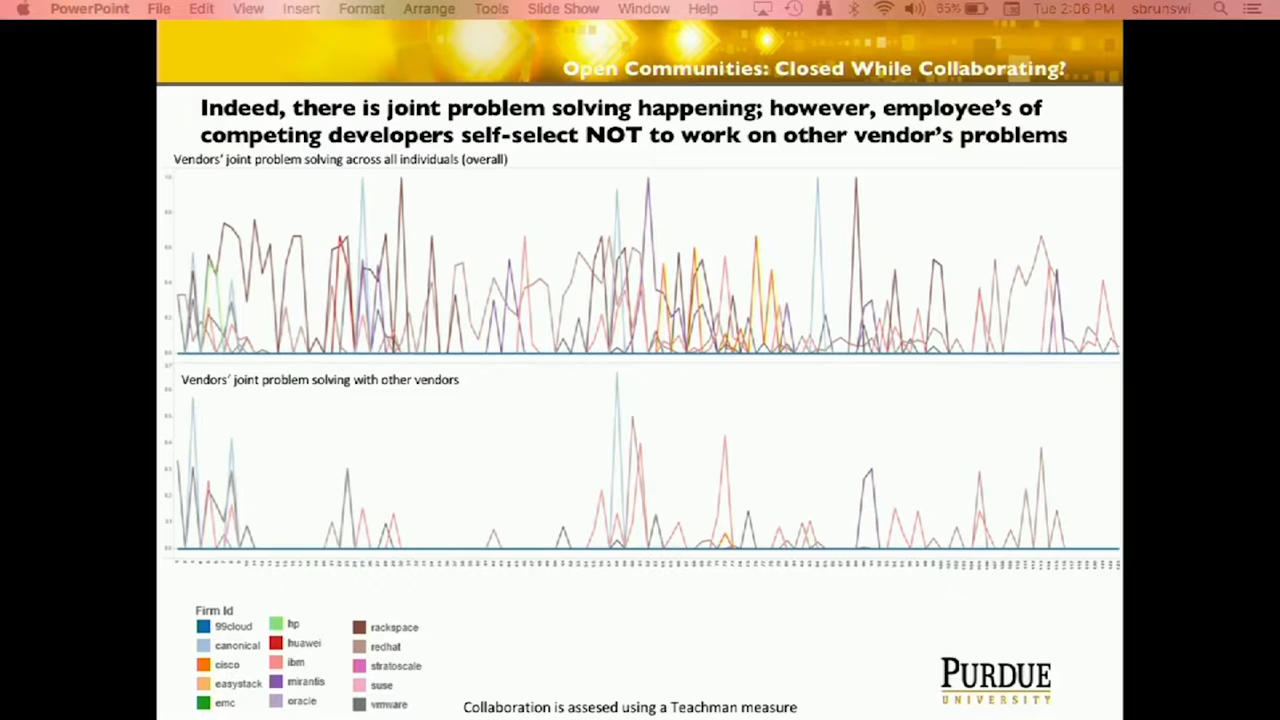 PowerPoint File Edit View Insert Format Arrange Tools Slide Show Window Help 65% Tue 2:06 PM sbrunswi
Open Communities: Closed While Collaborating?
Indeed, there is joint problem solving happening; however, employee's of
competing developers self-select NOT to work on other vendor's problems
Vendors' joint problem solving across all individuals (overall)
Vendors' joint problem solving with other vendors
Firm Id
99cloud
canonical
cisco
easystack
emc
hp
huawei
ibm
mirantis
oracle
rackspace
redhat
stratoscale
suse
vmware
Collaboration is assesed using a Teachman measure
PURDUE
UNIVERSITY